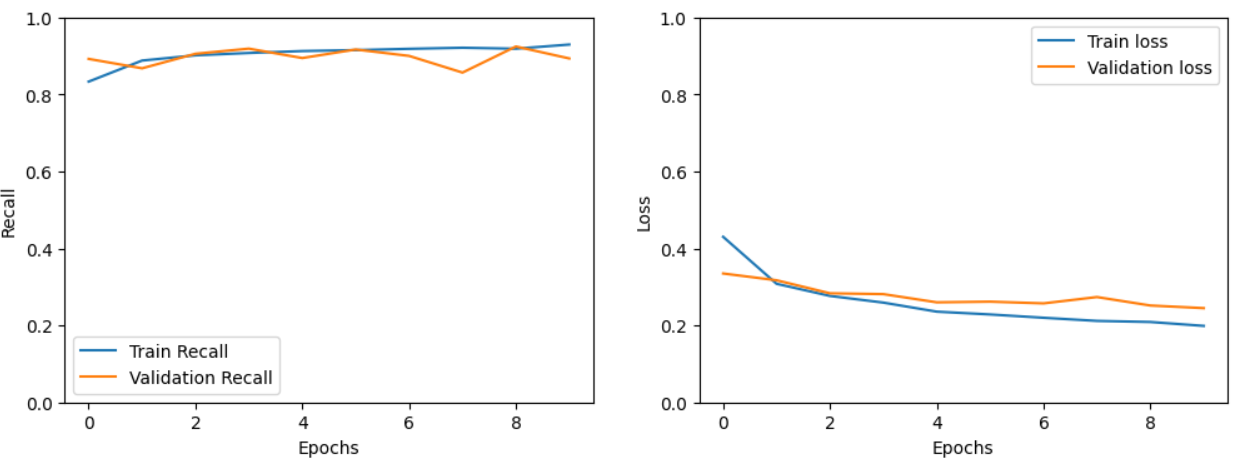 1.0
0.8
0.6
0.4
0.2
0.0
Recall
Train Recall
Validation Recall
0 2 4 6 8
Epochs
1.0
0.8
0.6
0.4
0.2
0.0
Loss
Train loss
Validation loss
0 2 4 6 8
Epochs